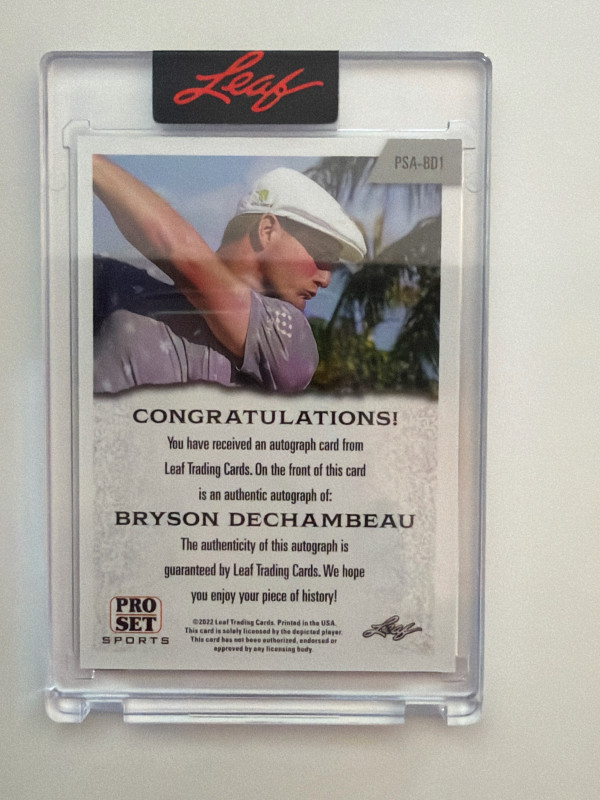 Leaf
PSA-BD1
CONGRATULATIONS!
You have received an autograph card from
Leaf Trading Cards. On the front of this card
is an authentic autograph of:
BRYSON DECHAMBEAU
The authenticity of this autograph is
guaranteed by Leaf Trading Cards. We hope
you enjoy your piece of history!
PRO
SET
SPORTS
©2022 Leaf Trading Cards. Printed in the USA.
This card is solely licensed by the depicted player.
This card has not been authorized, endorsed or
approved by any licensing body.
Leaf